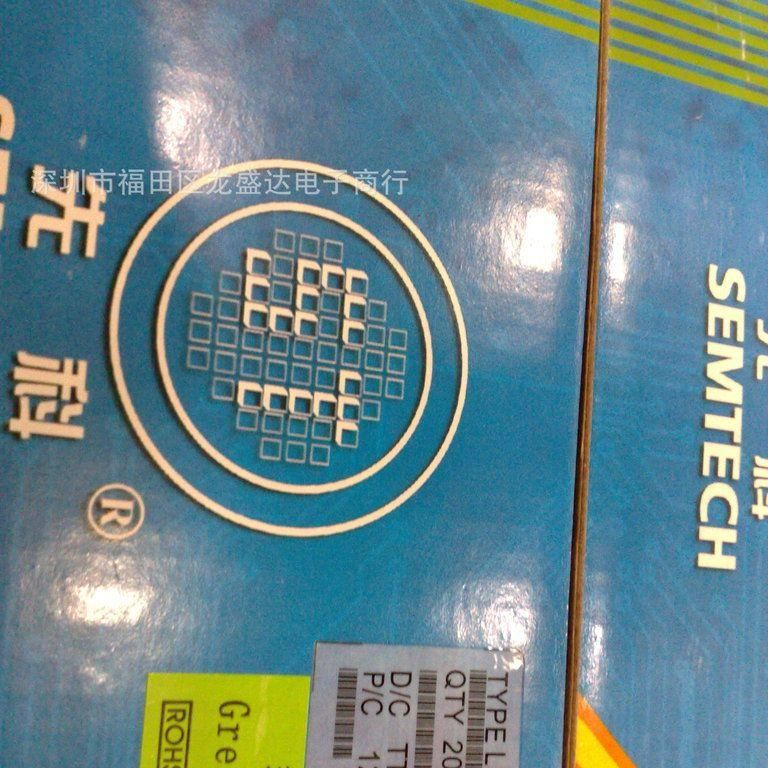 深圳市福田区龙盛达电子商行
先科
®
SEMTECH
TYPE L
QTY 20
D/C
P/C
Gre
ROHS